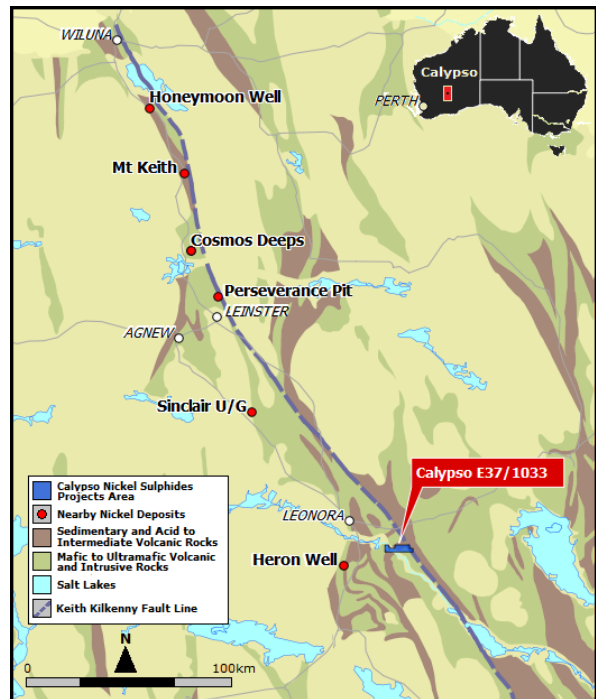 WILUNA
Honeymoon Well
Mt Keith
Cosmos Deeps
Perseverance Pit
LEINSTER
AGNEW
Sinclair U/G
Calypso
PERTH
Calypso E37/1033
LEONORA
Heron Well
Calypso Nickel Sulphides
Projects Area
Nearby Nickel Deposits
Sedimentary and Acid to
Intermediate Volcanic Rocks
Mafic to Ultramafic Volcanic
and Intrusive Rocks
Salt Lakes
Keith Kilkenny Fault Line
N
0
100km